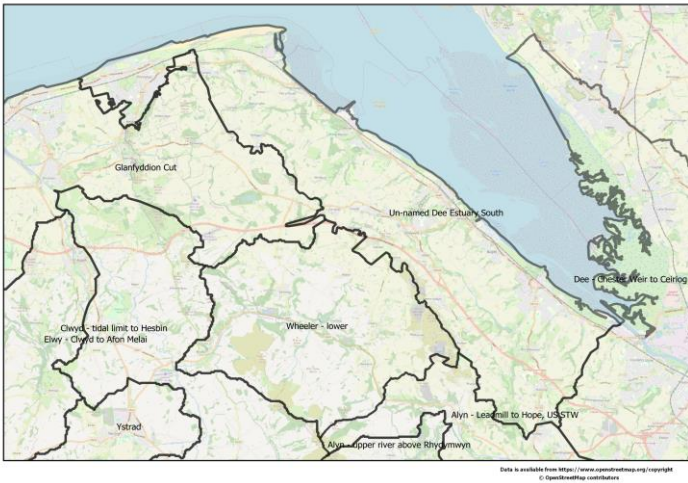 Glanfyddion Cut
Un-named Dee Estuary South
Dee - Chester Weir to Ceiriog
Clwyd - tidal limit to Hesbin
Elwy - Clwyd to Afon Melai
Wheeler - lower
Alyn - Leadmill to Hope, US STW
Ystrad
Alyn - upper river above Rhydymwyn
Data is available from https://www.openstreetmap.org/copyright
© OpenStreetMap contributors